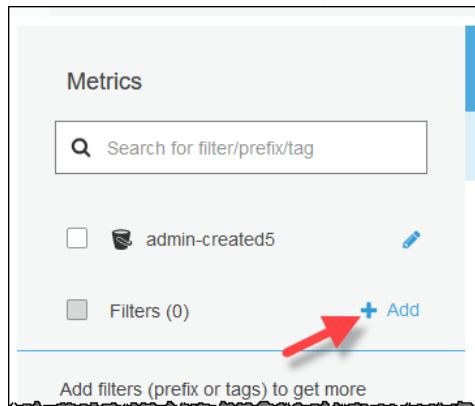 Metrics
Search for filter/prefix/tag
admin-created5
Filters (0) + Add
Add filters (prefix or tags) to get more